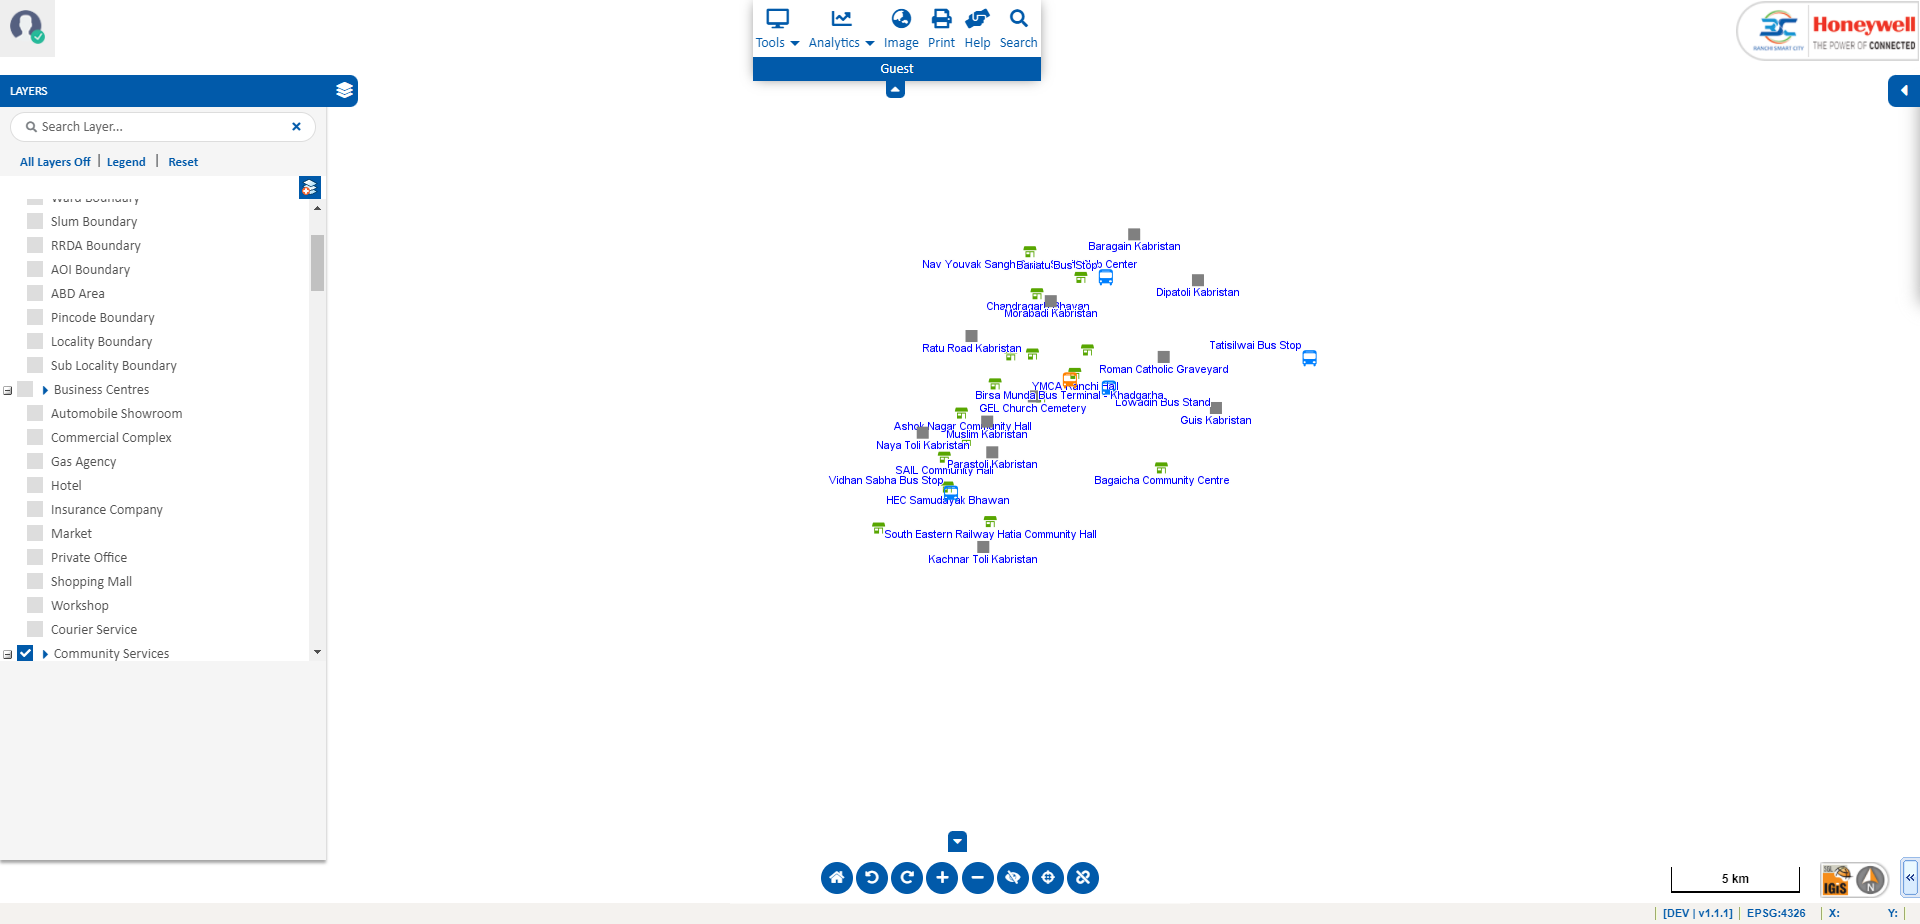 Tools
Analytics
Image
Print
Help
Search
Guest
RANCHI SMART CITY
Honeywell
THE POWER OF CONNECTED
LAYERS
Search Layer...
All Layers Off
Legend
Reset
Ward Boundary
Slum Boundary
RRDA Boundary
AOI Boundary
ABD Area
Pincode Boundary
Locality Boundary
Sub Locality Boundary
Business Centres
Automobile Showroom
Commercial Complex
Gas Agency
Hotel
Insurance Company
Market
Private Office
Shopping Mall
Workshop
Courier Service
Community Services
Baragain Kabristan
Nav Youvak Sangh
Bariatu Bus Stop
Center
Dipatoli Kabristan
Bhavan
Morabadi Kabristan
Ratu Road Kabristan
Tatisilwai Bus Stop
Roman Catholic Graveyard
YMCA Ranchi Hall
Birsa Munda Bus Terminal - Khadgarha
Lowadih Bus Stand
GEL Church Cemetery
Guis Kabristan
Ashok Nagar Community Hall
Muslim Kabristan
Naya Toli Kabristan
Parastoli Kabristan
SAIL Community Hall
Vidhan Sabha Bus Stop
Bagaicha Community Centre
HEC Samudayak Bhawan
South Eastern Railway Hatia Community Hall
Kachnar Toli Kabristan
5 km
IGiS
N
[DEV | v1.1.1]
EPSG:4326
X:
Y: